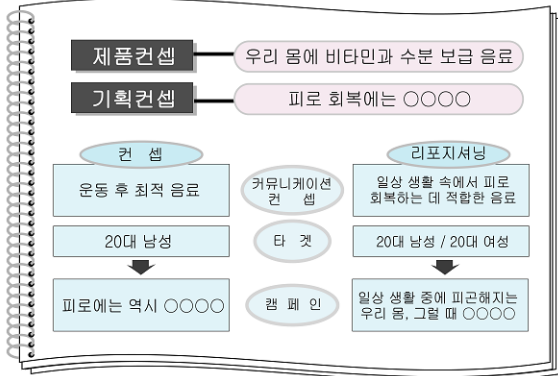 제품컨셉
우리 몸에 비타민과 수분 보급 음료
기획컨셉
피로 회복에는 ○○○○
컨 셉
리포지셔닝
운동 후 최적 음료
커뮤니케이션
컨 셉
일상 생활 속에서 피로
회복하는 데 적합한 음료
20대 남성
타 겟
20대 남성 / 20대 여성
피로에는 역시 ○○○○
캠 페 인
일상 생활 중에 피곤해지는
우리 몸, 그럴 때 ○○○○